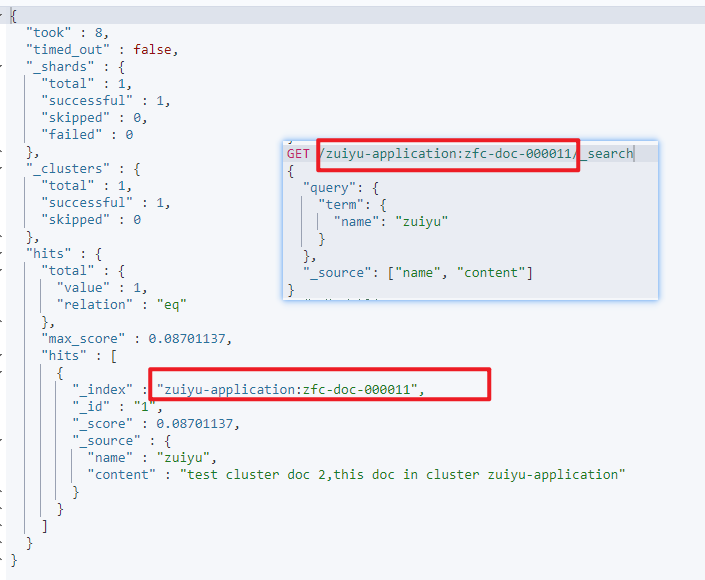 {
  "took" : 8,
  "timed_out" : false,
  "_shards" : {
    "total" : 1,
    "successful" : 1,
    "skipped" : 0,
    "failed" : 0
  },
  "_clusters" : {
    "total" : 1,
    "successful" : 1,
    "skipped" : 0
  },
  "hits" : {
    "total" : {
      "value" : 1,
      "relation" : "eq"
    },
    "max_score" : 0.08701137,
    "hits" : [
      {
        "_index" : "zuiyu-application:zfc-doc-000011",
        "_id" : "1",
        "_score" : 0.08701137,
        "_source" : {
          "name" : "zuiyu",
          "content" : "test cluster doc 2,this doc in cluster zuiyu-application"
        }
      }
    ]
  }
}
GET /zuiyu-application:zfc-doc-000011/_search
{
  "query": {
    "term": {
      "name": "zuiyu"
    }
  },
  "_source": ["name", "content"]
}